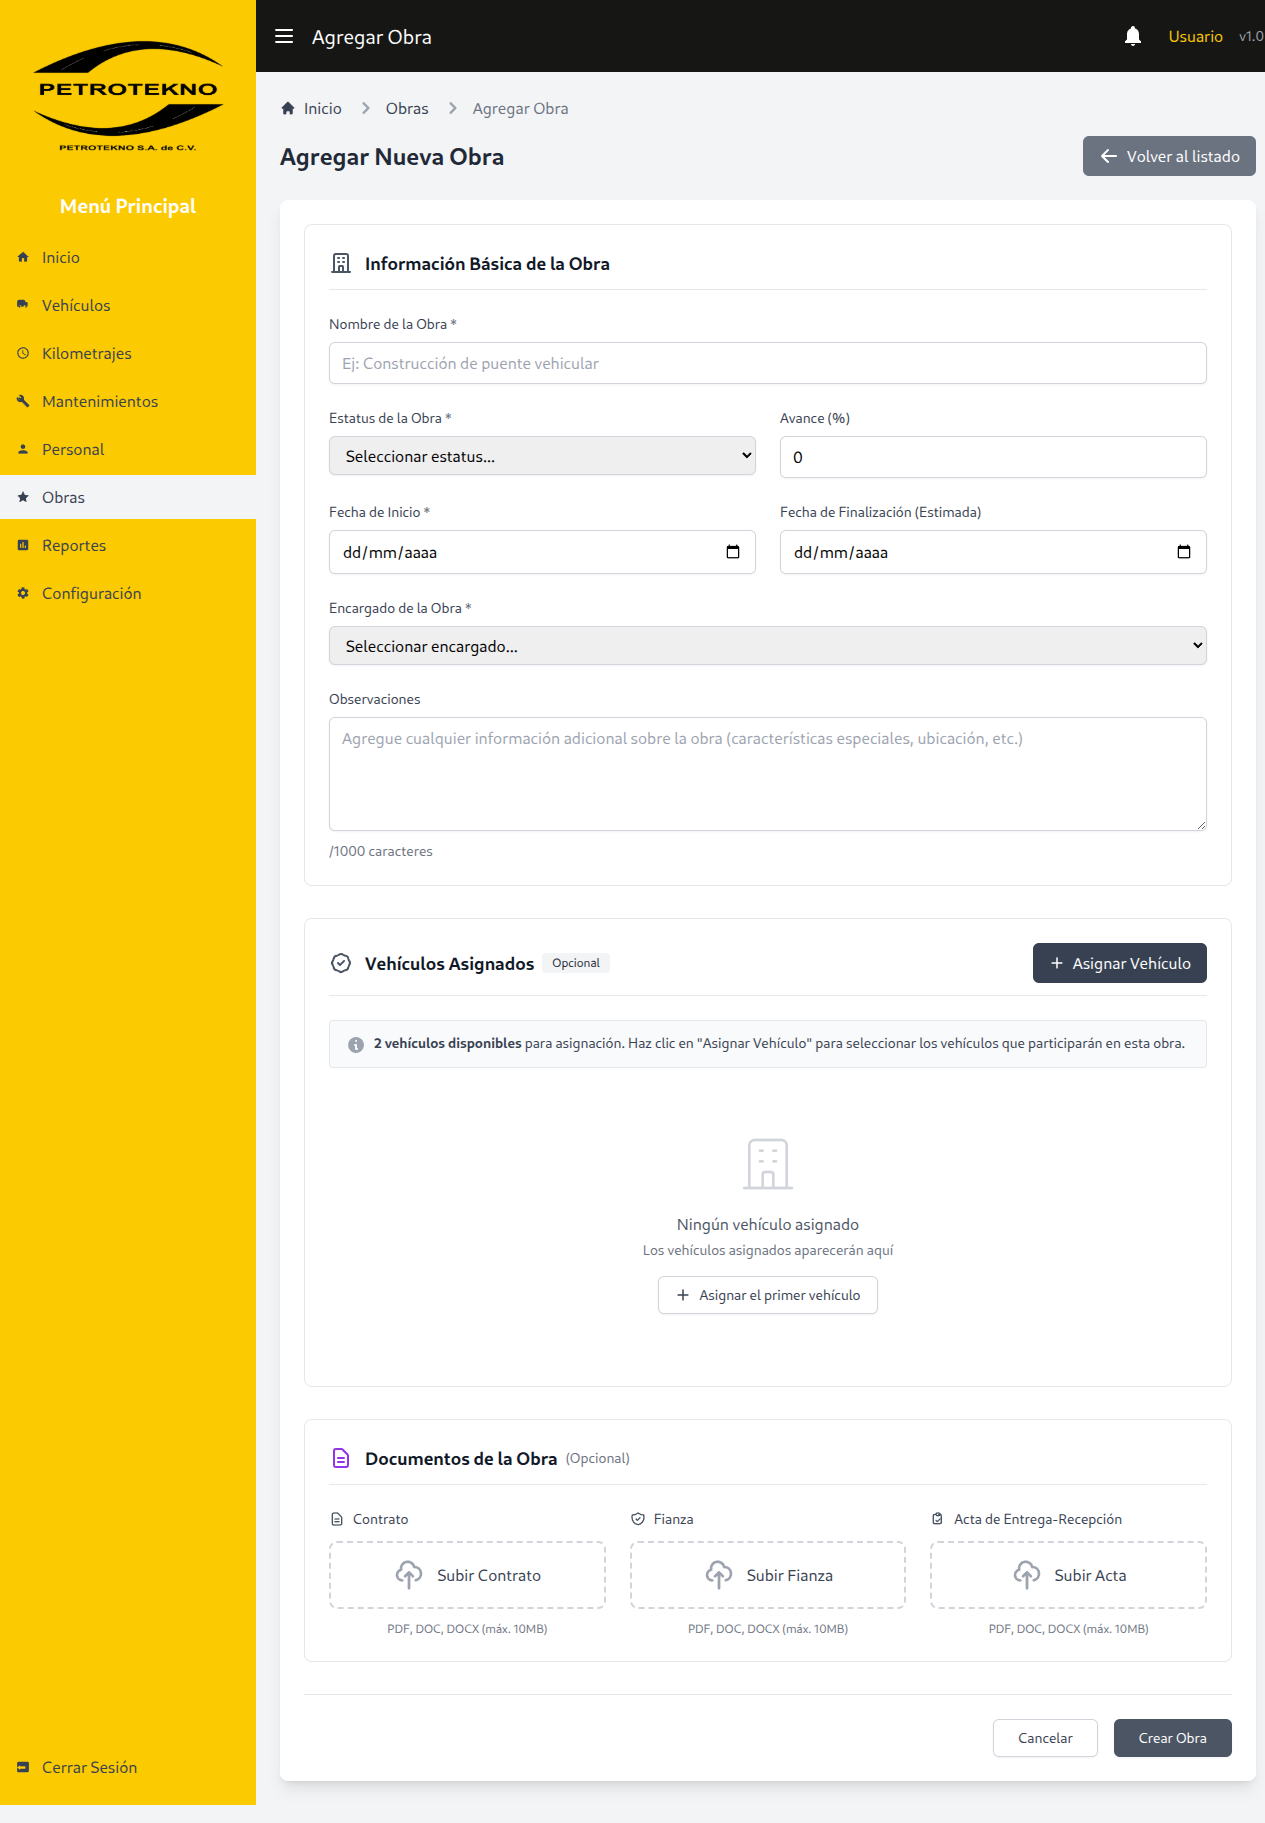 PETROTEKNO
PETROTEKNO S.A. de C.V.
Menú Principal
Inicio
Vehículos
Kilometrajes
Mantenimientos
Personal
Obras
Reportes
Configuración
Cerrar Sesión
Agregar Obra
Usuario
v1.0
Inicio
Obras
Agregar Obra
Agregar Nueva Obra
Volver al listado
Información Básica de la Obra
Nombre de la Obra *
Ej: Construcción de puente vehicular
Estatus de la Obra *
Avance (%)
Seleccionar estatus...
0
Fecha de Inicio *
Fecha de Finalización (Estimada)
dd/mm/aaaa
dd/mm/aaaa
Encargado de la Obra *
Seleccionar encargado...
Observaciones
Agregue cualquier información adicional sobre la obra (características especiales, ubicación, etc.)
/1000 caracteres
Vehículos Asignados
Opcional
Asignar Vehículo
2 vehículos disponibles para asignación. Haz clic en "Asignar Vehículo" para seleccionar los vehículos que participarán en esta obra.
Ningún vehículo asignado
Los vehículos asignados aparecerán aquí
Asignar el primer vehículo
Documentos de la Obra (Opcional)
Contrato
Fianza
Acta de Entrega-Recepción
Subir Contrato
Subir Fianza
Subir Acta
PDF, DOC, DOCX (máx. 10MB)
PDF, DOC, DOCX (máx. 10MB)
PDF, DOC, DOCX (máx. 10MB)
Cancelar
Crear Obra